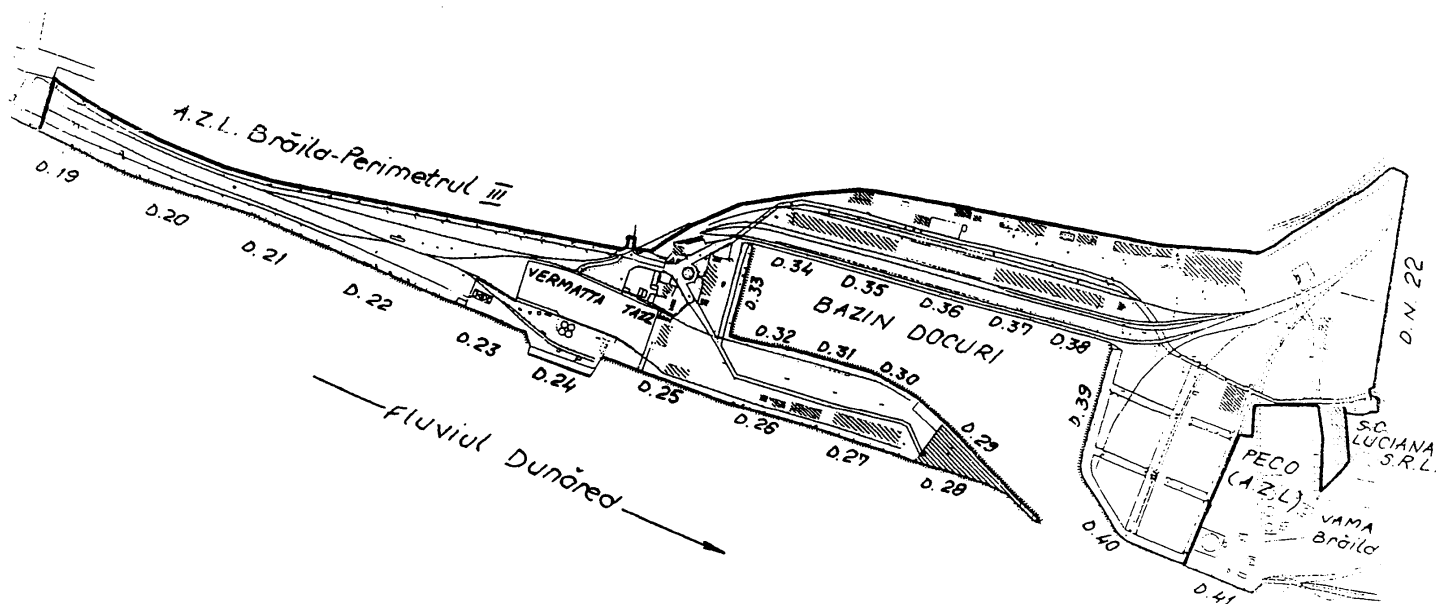 A.Z.L. Brăila-Perimetrul III
D.19
D.20
D.21
D.22
D.23
D.24
D.25
D.26
D.27
D.28
D.29
D.30
D.31
D.32
D.33
D.34
D.35
D.36
D.37
D.38
D.39
D.40
D.41
VERMATTA
BAZIN DOCURI
Fluviul Dunărea
D.N. 22
S.C.
LUCIANA
S.R.L.
PECO
(A.Z.L)
VAMA
Brăila